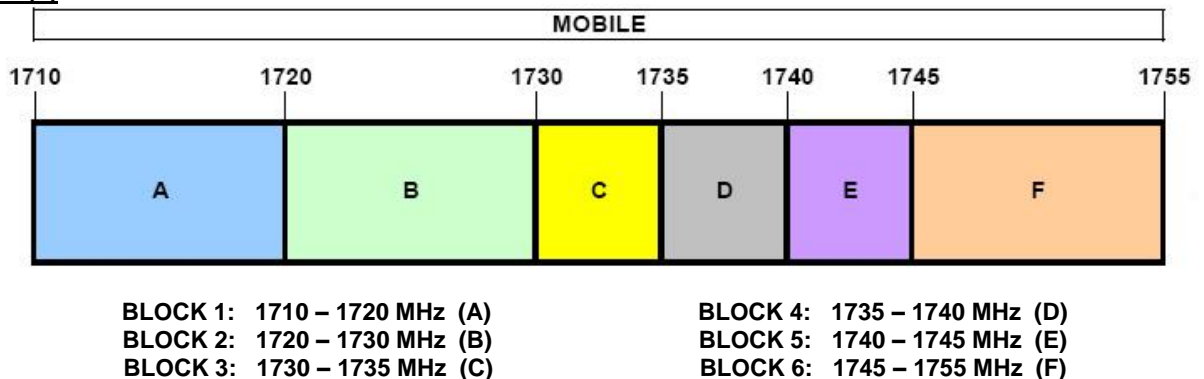 MOBILE
1710 1720 1730 1735 1740 1745 1755
A B C D E F
BLOCK 1: 1710 – 1720 MHz (A) BLOCK 4: 1735 – 1740 MHz (D)
BLOCK 2: 1720 – 1730 MHz (B) BLOCK 5: 1740 – 1745 MHz (E)
BLOCK 3: 1730 – 1735 MHz (C) BLOCK 6: 1745 – 1755 MHz (F)